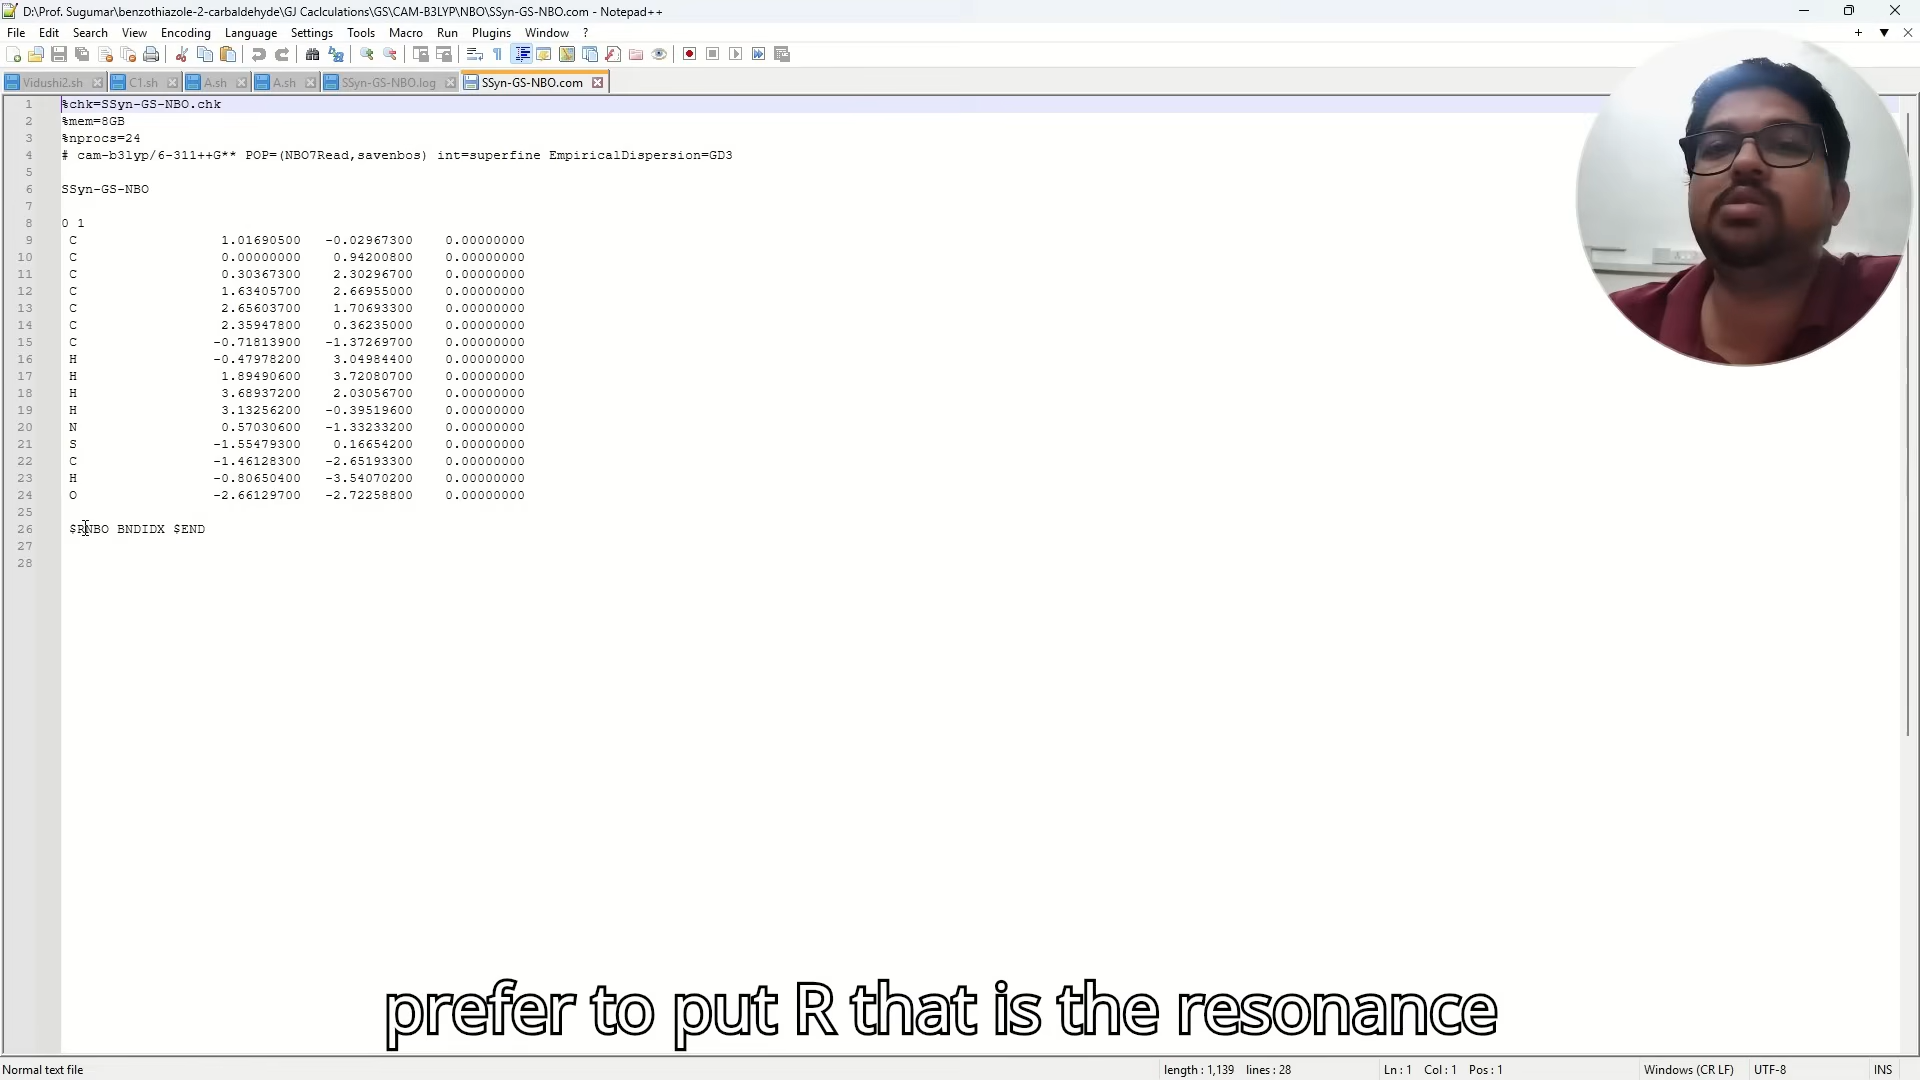 D:\Prof. Sugumar\benzothiazole-2-carbaldehyde\GJ Caclculations\GS\CAM-B3LYP\NBO\SSyn-GS-NBO.com - Notepad++
File Edit Search View Encoding Language Settings Tools Macro Run Plugins Window ?
Vidushi2.sh C1.sh A.sh A.sh SSyn-GS-NBO.log SSyn-GS-NBO.com
1 %chk=SSyn-GS-NBO.chk
2 %mem=8GB
3 %nprocs=24
4 # cam-b3lyp/6-311++G** POP=(NBO7Read,savenbos) int=superfine EmpiricalDispersion=GD3
5
6 SSyn-GS-NBO
7
8 0 1
9 C 1.01690500 -0.02967300 0.00000000
10 C 0.00000000 0.94200800 0.00000000
11 C 0.30367300 2.30296700 0.00000000
12 C 1.63405700 2.66955000 0.00000000
13 C 2.65603700 1.70693300 0.00000000
14 C 2.35947800 0.36235000 0.00000000
15 C -0.71813900 -1.37269700 0.00000000
16 H -0.47978200 3.04984400 0.00000000
17 H 1.89490600 3.72080700 0.00000000
18 H 3.68937200 2.03056700 0.00000000
19 H 3.13256200 -0.39519600 0.00000000
20 N 0.57030600 -1.33233200 0.00000000
21 S -1.55479300 0.16654200 0.00000000
22 C -1.46128300 -2.65193300 0.00000000
23 H -0.80650400 -3.54070200 0.00000000
24 O -2.66129700 -2.72258800 0.00000000
25
26 $RNBO BNDIDX $END
27
28
prefer to put R that is the resonance
Normal text file length : 1,139 lines : 28 Ln : 1 Col : 1 Pos : 1 Windows (CR LF) UTF-8 INS